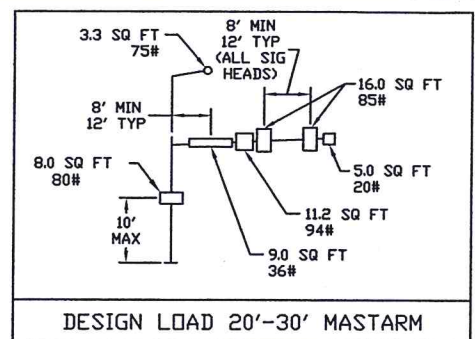 3.3 SQ FT
75#
8' MIN
12' TYP
(ALL SIG
HEADS)
8' MIN
12' TYP
16.0 SQ FT
85#
8.0 SQ FT
80#
5.0 SQ FT
20#
10'
MAX
11.2 SQ FT
94#
9.0 SQ FT
36#
DESIGN LOAD 20'-30' MASTARM